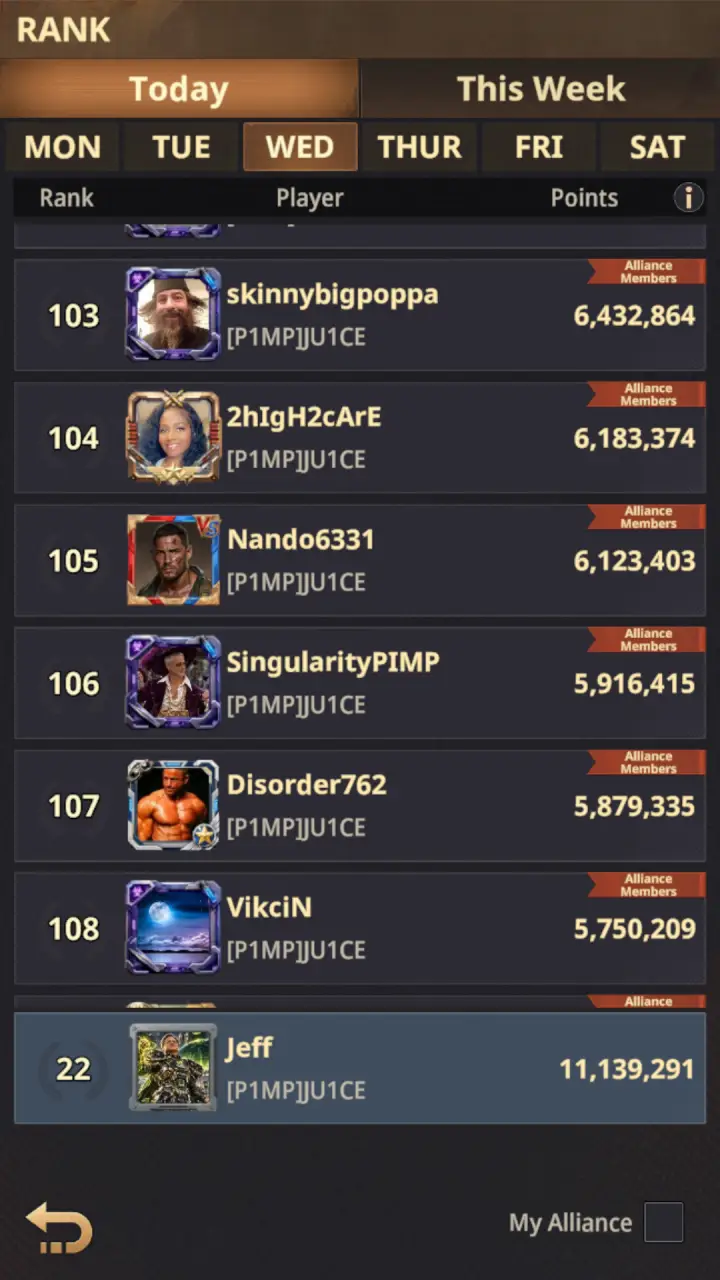 RANK
Today
This Week
MON
TUE
WED
THUR
FRI
SAT
Rank
Player
Points
i
Alliance
Members
103
skinnybigpoppa
[P1MP]JU1CE
6,432,864
Alliance
Members
104
2hIgH2cArE
[P1MP]JU1CE
6,183,374
Alliance
Members
105
VS
Nando6331
[P1MP]JU1CE
6,123,403
Alliance
Members
106
SingularityPIMP
[P1MP]JU1CE
5,916,415
Alliance
Members
107
Disorder762
[P1MP]JU1CE
5,879,335
Alliance
Members
108
VikciN
[P1MP]JU1CE
5,750,209
Alliance
22
Jeff
[P1MP]JU1CE
11,139,291
My Alliance